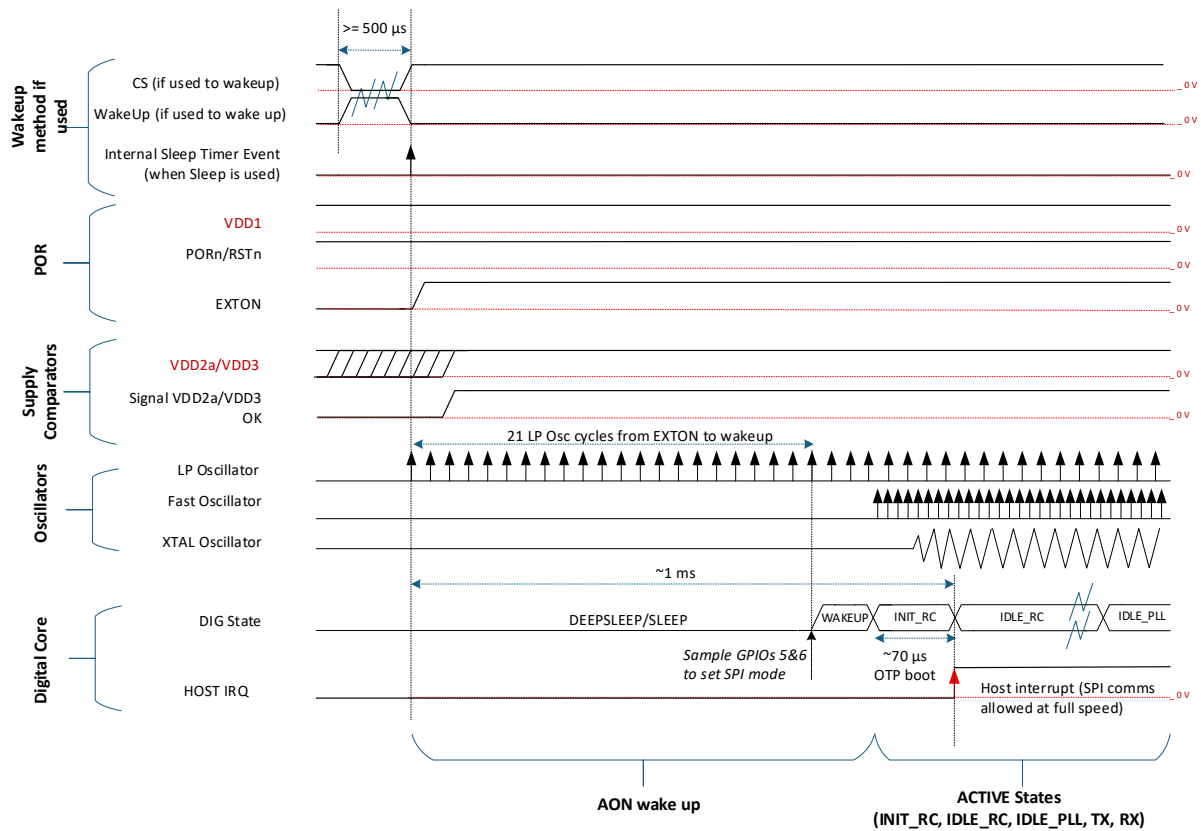 >= 500 µs
Wakeup
method if
used
CS (if used to wakeup)
0 V
WakeUp (if used to wake up)
0 V
Internal Sleep Timer Event
(when Sleep is used)
0 V
POR
VDD1
0 V
PORn/RSTn
0 V
EXTON
0 V
Supply
Comparators
VDD2a/VDD3
0 V
Signal VDD2a/VDD3
OK
0 V
21 LP Osc cycles from EXTON to wakeup
Oscillators
LP Oscillator
Fast Oscillator
XTAL Oscillator
~1 ms
Digital Core
DIG State
DEEPSLEEP/SLEEP
WAKEUP
INIT_RC
IDLE_RC
IDLE_PLL
Sample GPIOs 5&6
to set SPI mode
~70 µs
OTP boot
HOST IRQ
Host interrupt (SPI comms
allowed at full speed)
0 V
AON wake up
ACTIVE States
(INIT_RC, IDLE_RC, IDLE_PLL, TX, RX)